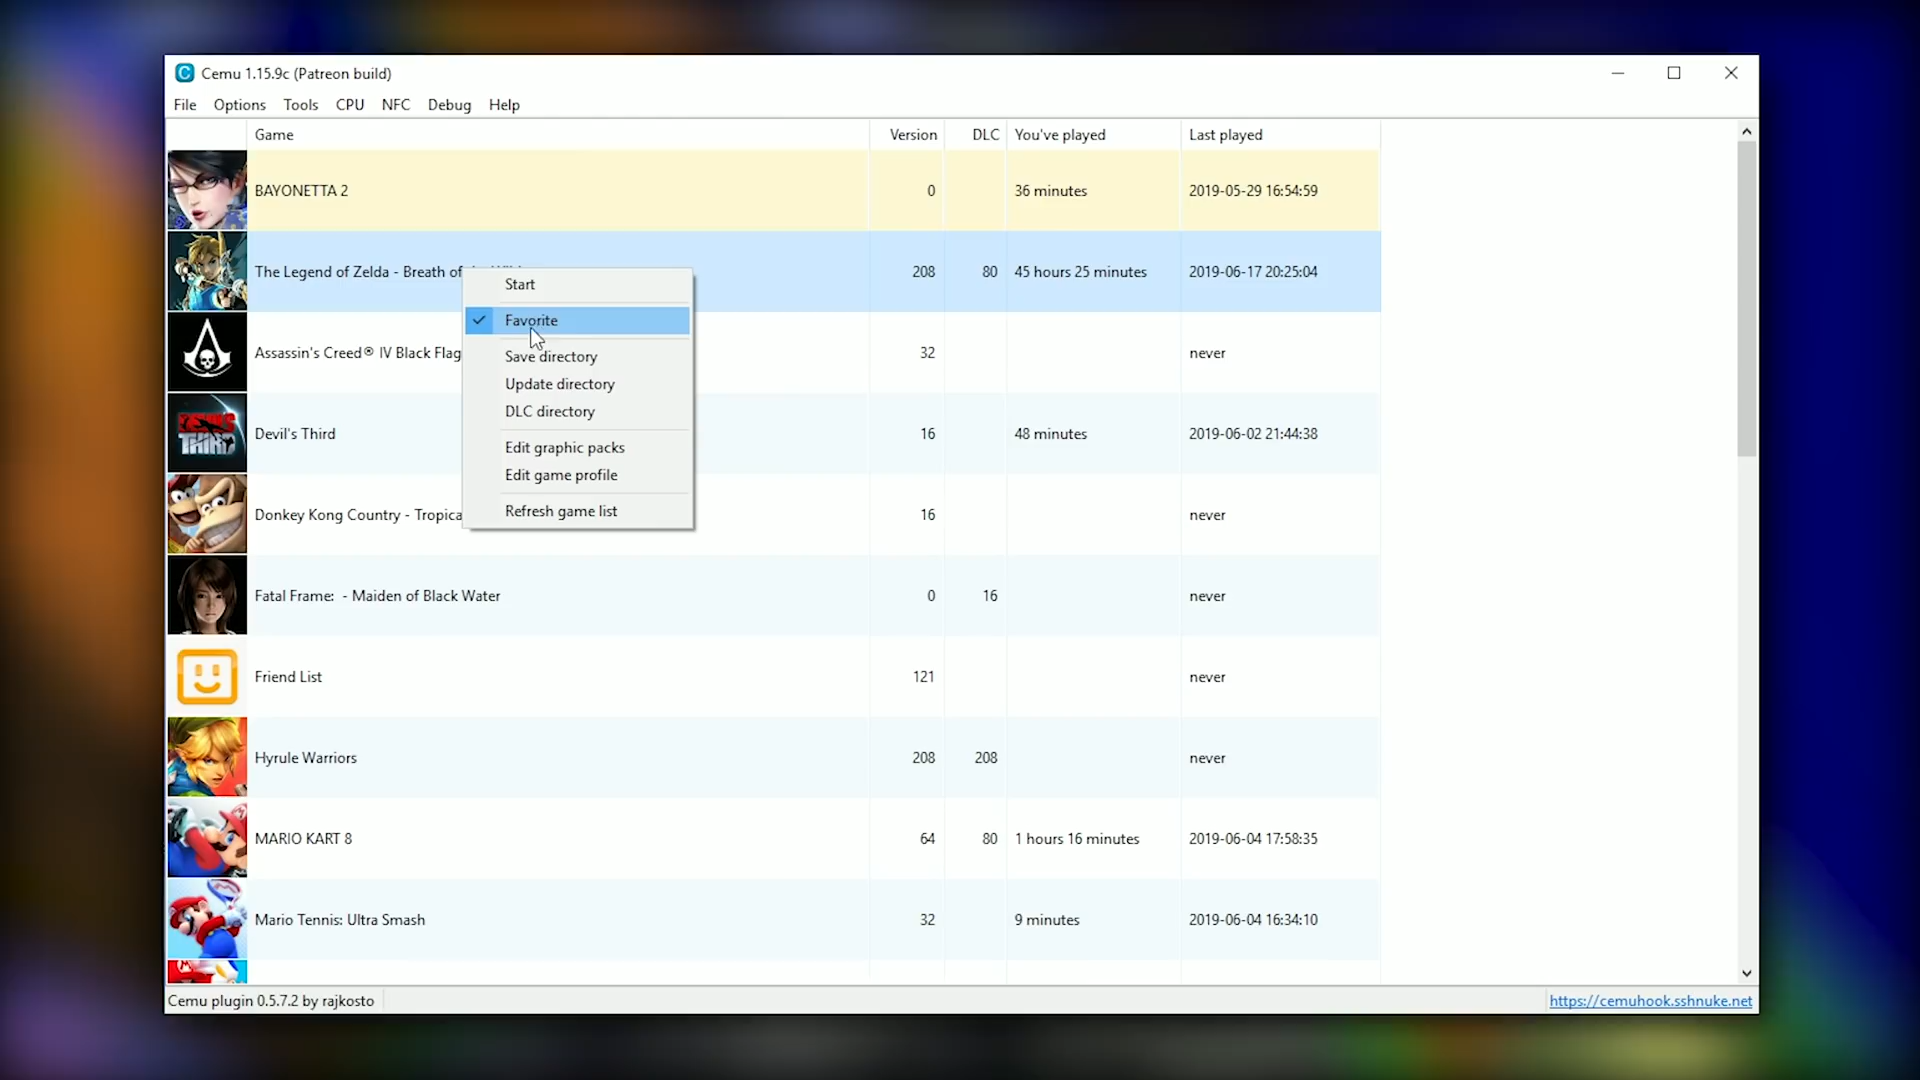 Cemu 1.15.9c (Patreon build)
File Options Tools CPU NFC Debug Help
Game Version DLC You've played Last played
BAYONETTA 2 0 36 minutes 2019-05-29 16:54:59
The Legend of Zelda - Breath of 208 80 45 hours 25 minutes 2019-06-17 20:25:04
Start
Favorite
Assassin's Creed® IV Black Flag 32 never
Save directory
Update directory
DLC directory
Devil's Third 16 48 minutes 2019-06-02 21:44:38
Edit graphic packs
Edit game profile
Donkey Kong Country - Tropica 16 never
Refresh game list
Fatal Frame:  - Maiden of Black Water 0 16 never
Friend List 121 never
Hyrule Warriors 208 208 never
MARIO KART 8 64 80 1 hours 16 minutes 2019-06-04 17:58:35
Mario Tennis: Ultra Smash 32 9 minutes 2019-06-04 16:34:10
Cemu plugin 0.5.7.2 by rajkosto https://cemuhook.sshnuke.net